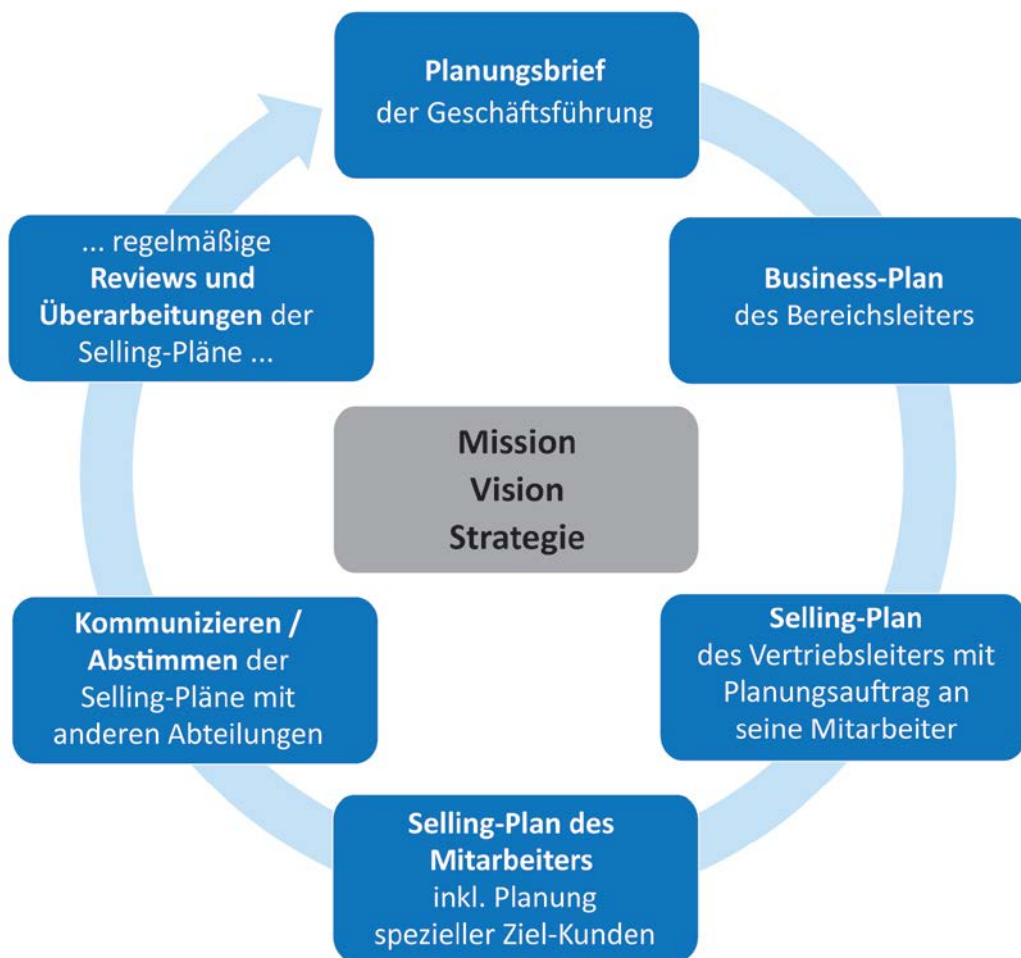 Planungsbrief
der Geschäftsführung
Business-Plan
des Bereichsleiters
Selling-Plan
des Vertriebsleiters mit
Planungsauftrag an
seine Mitarbeiter
Selling-Plan des
Mitarbeiters
inkl. Planung
spezieller Ziel-Kunden
Kommunizieren /
Abstimmen der
Selling-Pläne mit
anderen Abteilungen
... regelmäßige
Reviews und
Überarbeitungen der
Selling-Pläne ...
Mission
Vision
Strategie